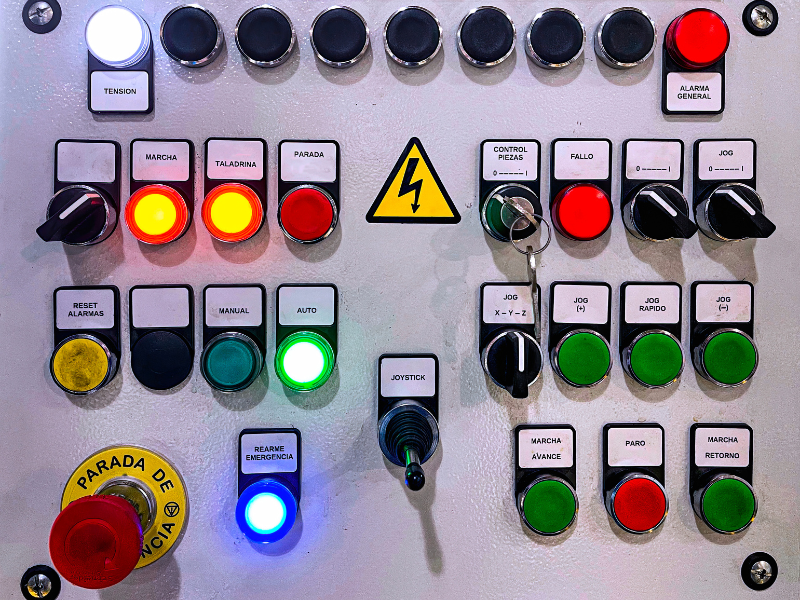 TENSION
ALARMA
GENERAL
MARCHA
TALADRINA
PARADA
CONTROL
PIEZAS
0 ----- I
FALLO
0 ----- I
JOG
0 ----- I
RESET
ALARMAS
MANUAL
AUTO
JOG
X – Y – Z
JOG
(+)
JOG
RAPIDO
JOG
(–)
JOYSTICK
MARCHA
AVANCE
PARO
MARCHA
RETORNO
REARME
EMERGENCIA
PARADA DE
NCIA